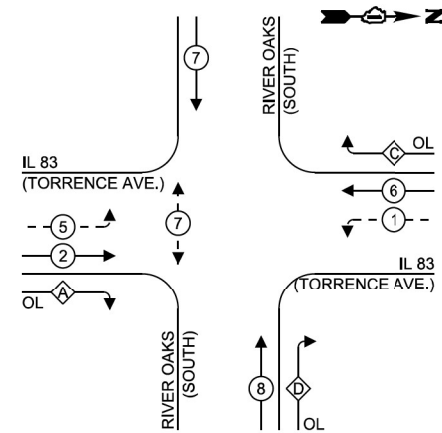 N
7
RIVER OAKS
(SOUTH)
C OL
IL 83
(TORRENCE AVE.)
6
5
7
1
2
IL 83
(TORRENCE AVE.)
A
OL
RIVER OAKS
(SOUTH)
8
D
OL